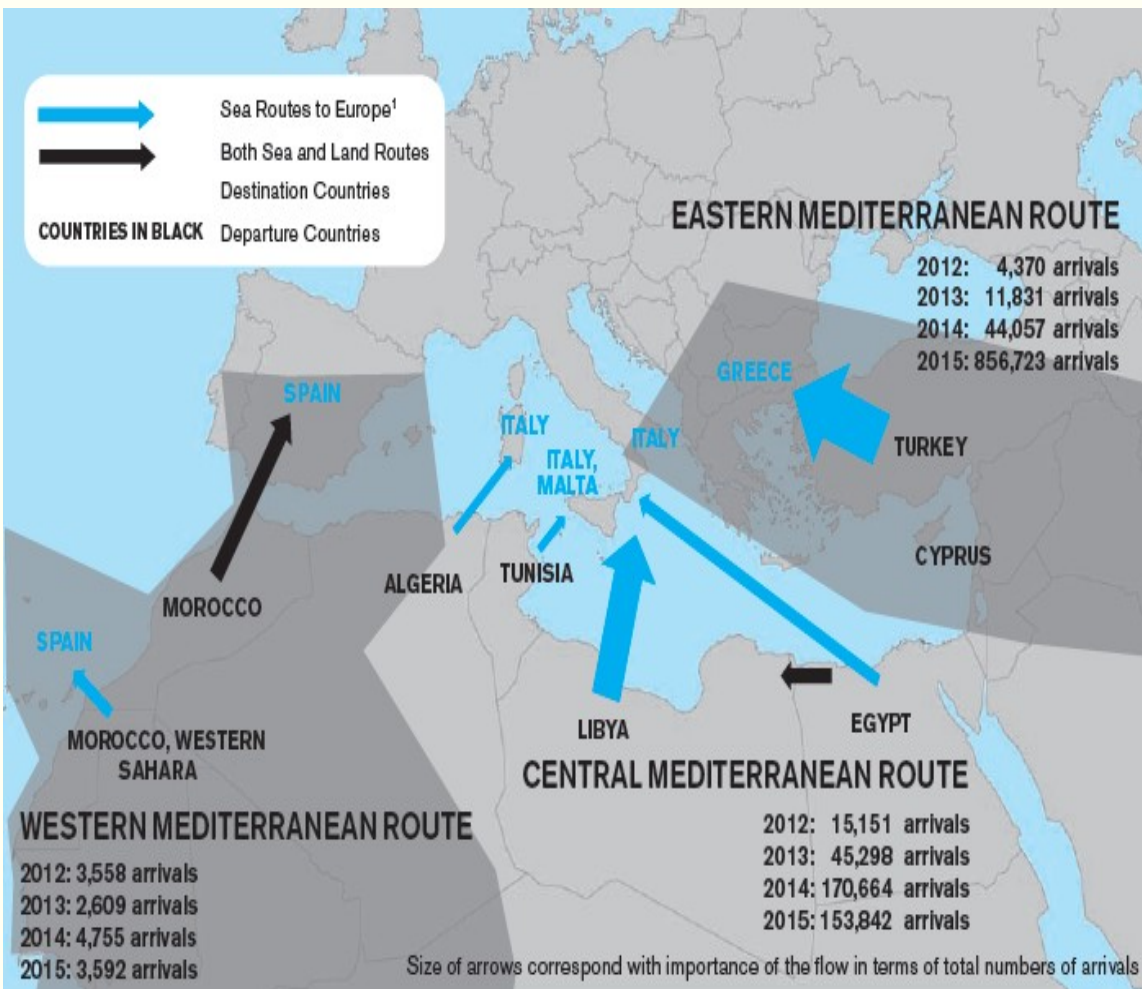 Sea Routes to Europe¹
Both Sea and Land Routes
Destination Countries
COUNTRIES IN BLACK Departure Countries
EASTERN MEDITERRANEAN ROUTE
2012: 4,370 arrivals
2013: 11,831 arrivals
2014: 44,057 arrivals
2015: 856,723 arrivals
GREECE
SPAIN
ITALY
ITALY
ITALY,
MALTA
TURKEY
CYPRUS
ALGERIA
TUNISIA
MOROCCO
SPAIN
MOROCCO, WESTERN
SAHARA
LIBYA
EGYPT
CENTRAL MEDITERRANEAN ROUTE
2012: 15,151 arrivals
2013: 45,298 arrivals
2014: 170,664 arrivals
2015: 153,842 arrivals
WESTERN MEDITERRANEAN ROUTE
2012: 3,558 arrivals
2013: 2,609 arrivals
2014: 4,755 arrivals
2015: 3,592 arrivals
Size of arrows correspond with importance of the flow in terms of total numbers of arrivals